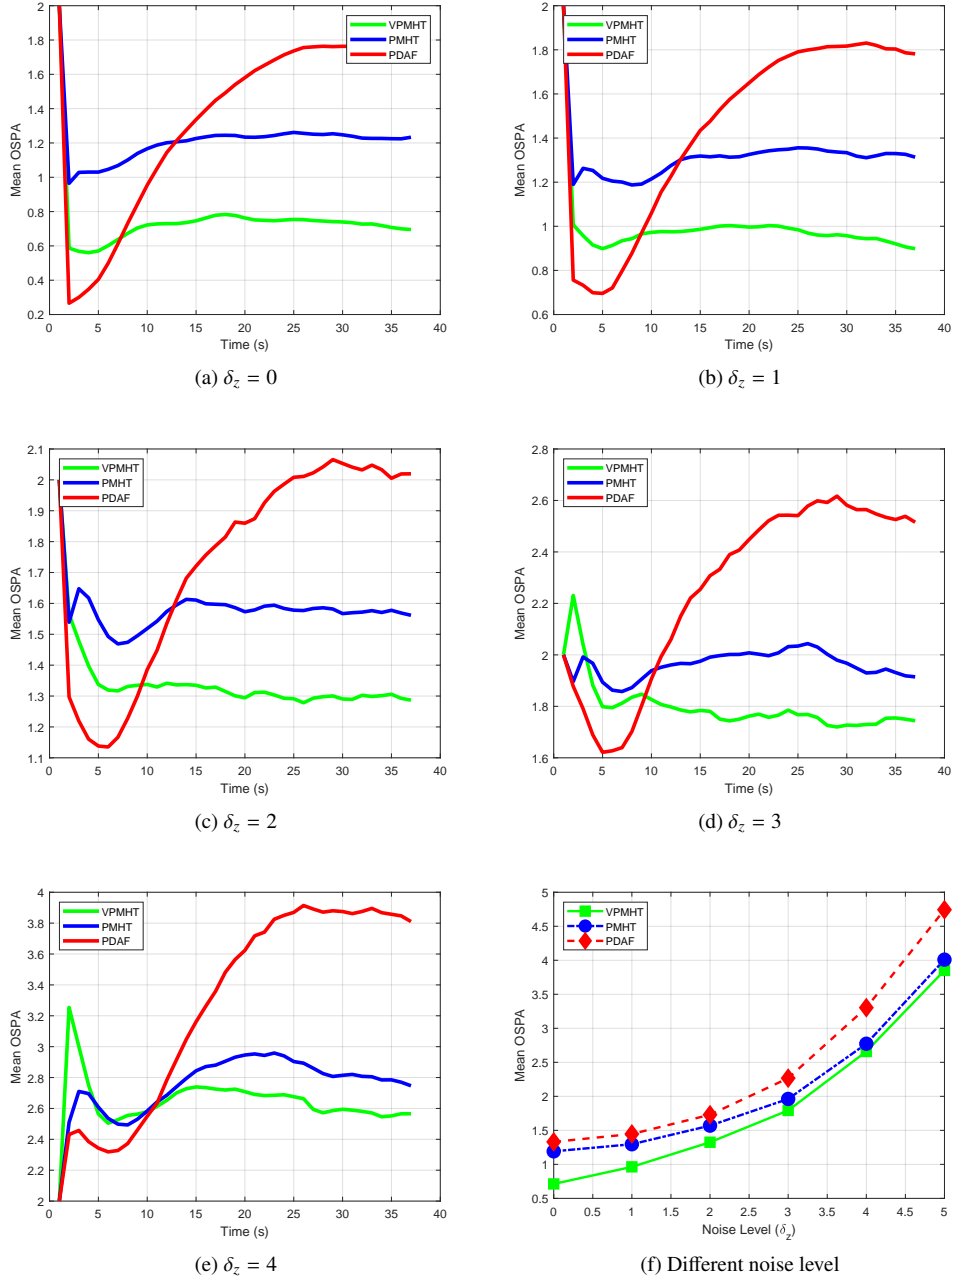 2
1.8
1.6
1.4
1.2
1
0.8
0.6
0.4
0.2
Mean OSPA
VPMHT
PMHT
PDAF
0 5 10 15 20 25 30 35 40
Time (s)
(a) δz = 0
2
1.8
1.6
1.4
1.2
1
0.8
0.6
Mean OSPA
VPMHT
PMHT
PDAF
0 5 10 15 20 25 30 35 40
Time (s)
(b) δz = 1
2.1
2
1.9
1.8
1.7
1.6
1.5
1.4
1.3
1.2
1.1
Mean OSPA
VPMHT
PMHT
PDAF
0 5 10 15 20 25 30 35 40
Time (s)
(c) δz = 2
2.8
2.6
2.4
2.2
2
1.8
1.6
Mean OSPA
VPMHT
PMHT
PDAF
0 5 10 15 20 25 30 35 40
Time (s)
(d) δz = 3
4
3.8
3.6
3.4
3.2
3
2.8
2.6
2.4
2.2
2
Mean OSPA
VPMHT
PMHT
PDAF
0 5 10 15 20 25 30 35 40
Time (s)
(e) δz = 4
5
4.5
4
3.5
3
2.5
2
1.5
1
0.5
Mean OSPA
VPMHT
PMHT
PDAF
0 0.5 1 1.5 2 2.5 3 3.5 4 4.5 5
Noise Level (δz)
(f) Different noise level